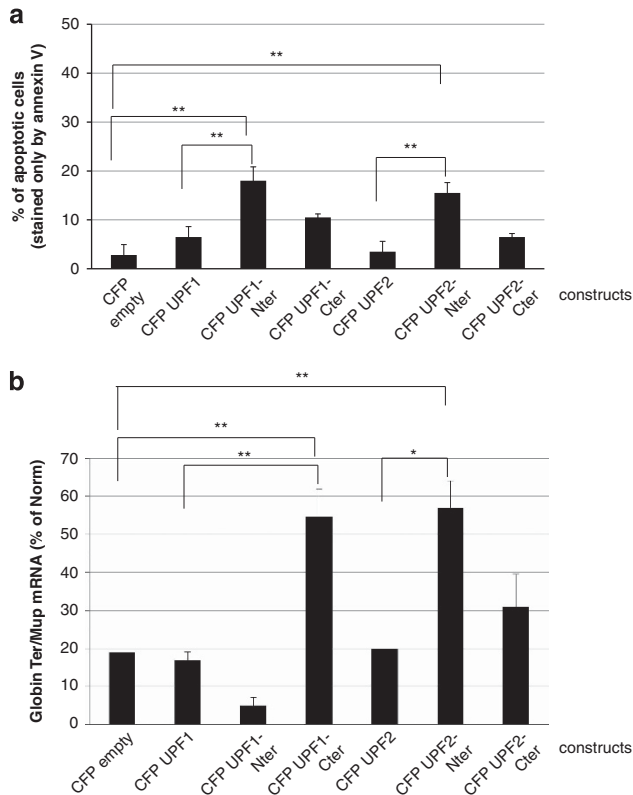 a
% of apoptotic cells
(stained only by annexin V)
50
40
30
20
10
0
**
**
**
**
CFP
empty
CFP UPF1
CFP UPF1-
Nter
CFP UPF1-
Cter
CFP UPF2
CFP UPF2-
Nter
CFP UPF2-
Cter
constructs
b
Globin Ter/Mup mRNA (% of Norm)
70
60
50
40
30
20
10
0
**
**
**
*
CFP empty
CFP UPF1
CFP UPF1-
Nter
CFP UPF1-
Cter
CFP UPF2
CFP UPF2-
Nter
CFP UPF2-
Cter
constructs